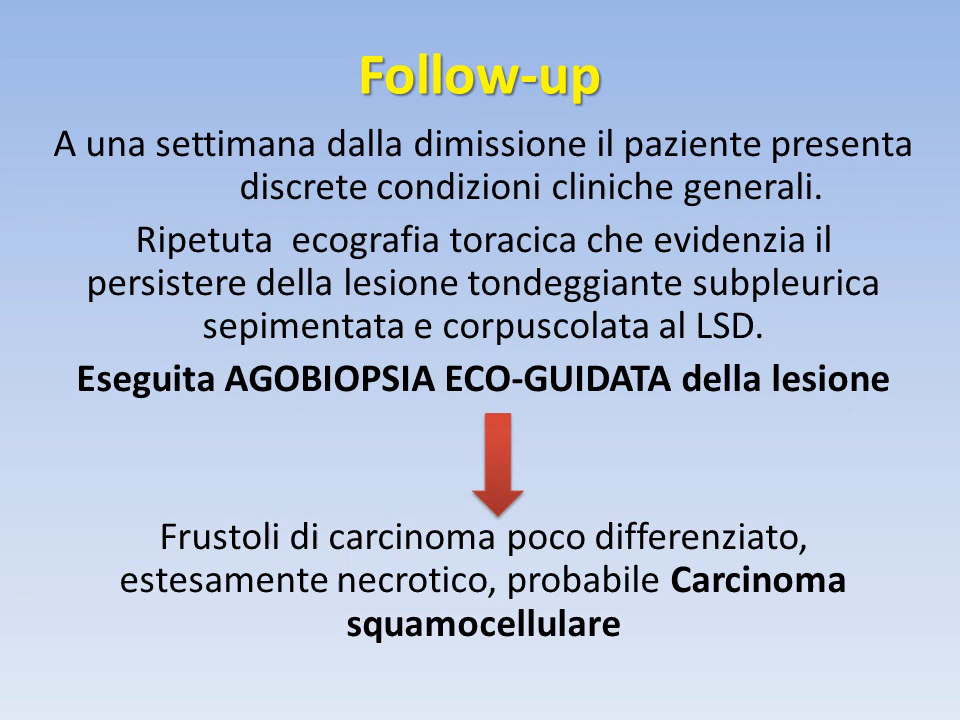 Follow-up
A una settimana dalla dimissione il paziente presenta
discrete condizioni cliniche generali.
Ripetuta  ecografia toracica che evidenzia il
persistere della lesione tondeggiante subpleurica
sepimentata e corpuscolata al LSD.
Eseguita AGOBIOPSIA ECO-GUIDATA della lesione
Frustoli di carcinoma poco differenziato,
estesamente necrotico, probabile Carcinoma
squamocellulare